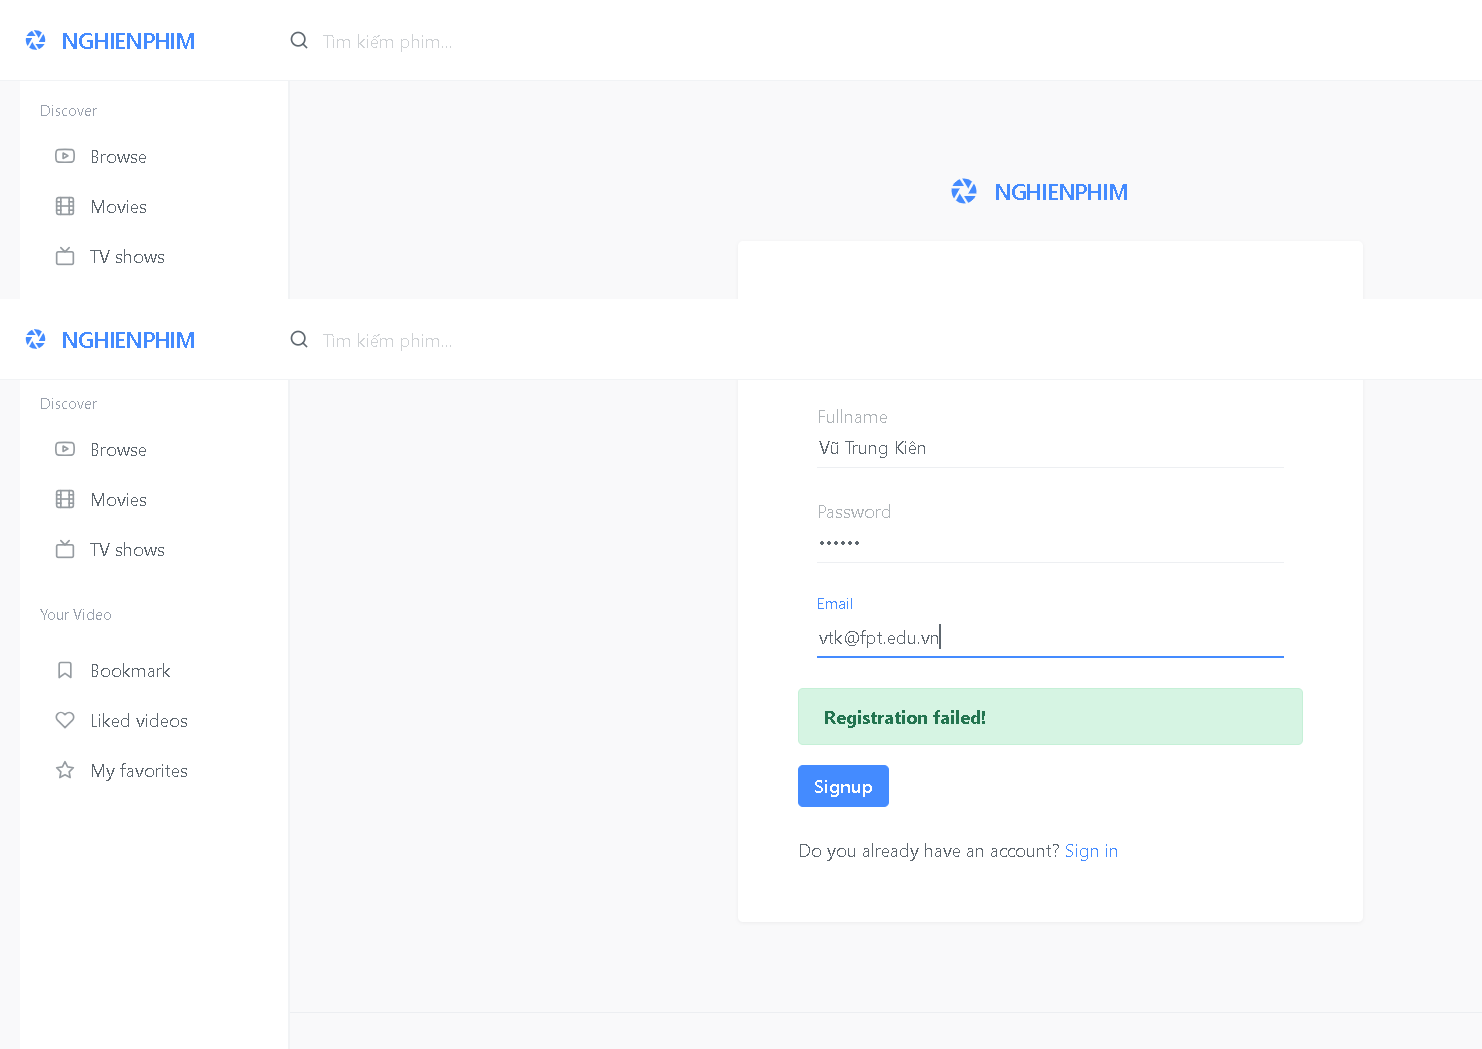 NGHIENPHIM
Tìm kiếm phim...
Discover
Browse
Movies
TV shows
NGHIENPHIM
NGHIENPHIM
Tìm kiếm phim...
Discover
Browse
Movies
TV shows
Your Video
Bookmark
Liked videos
My favorites
Fullname
Vũ Trung Kiên
Password
••••••
Email
vtk@fpt.edu.vn
Registration failed!
Signup
Do you already have an account? Sign in